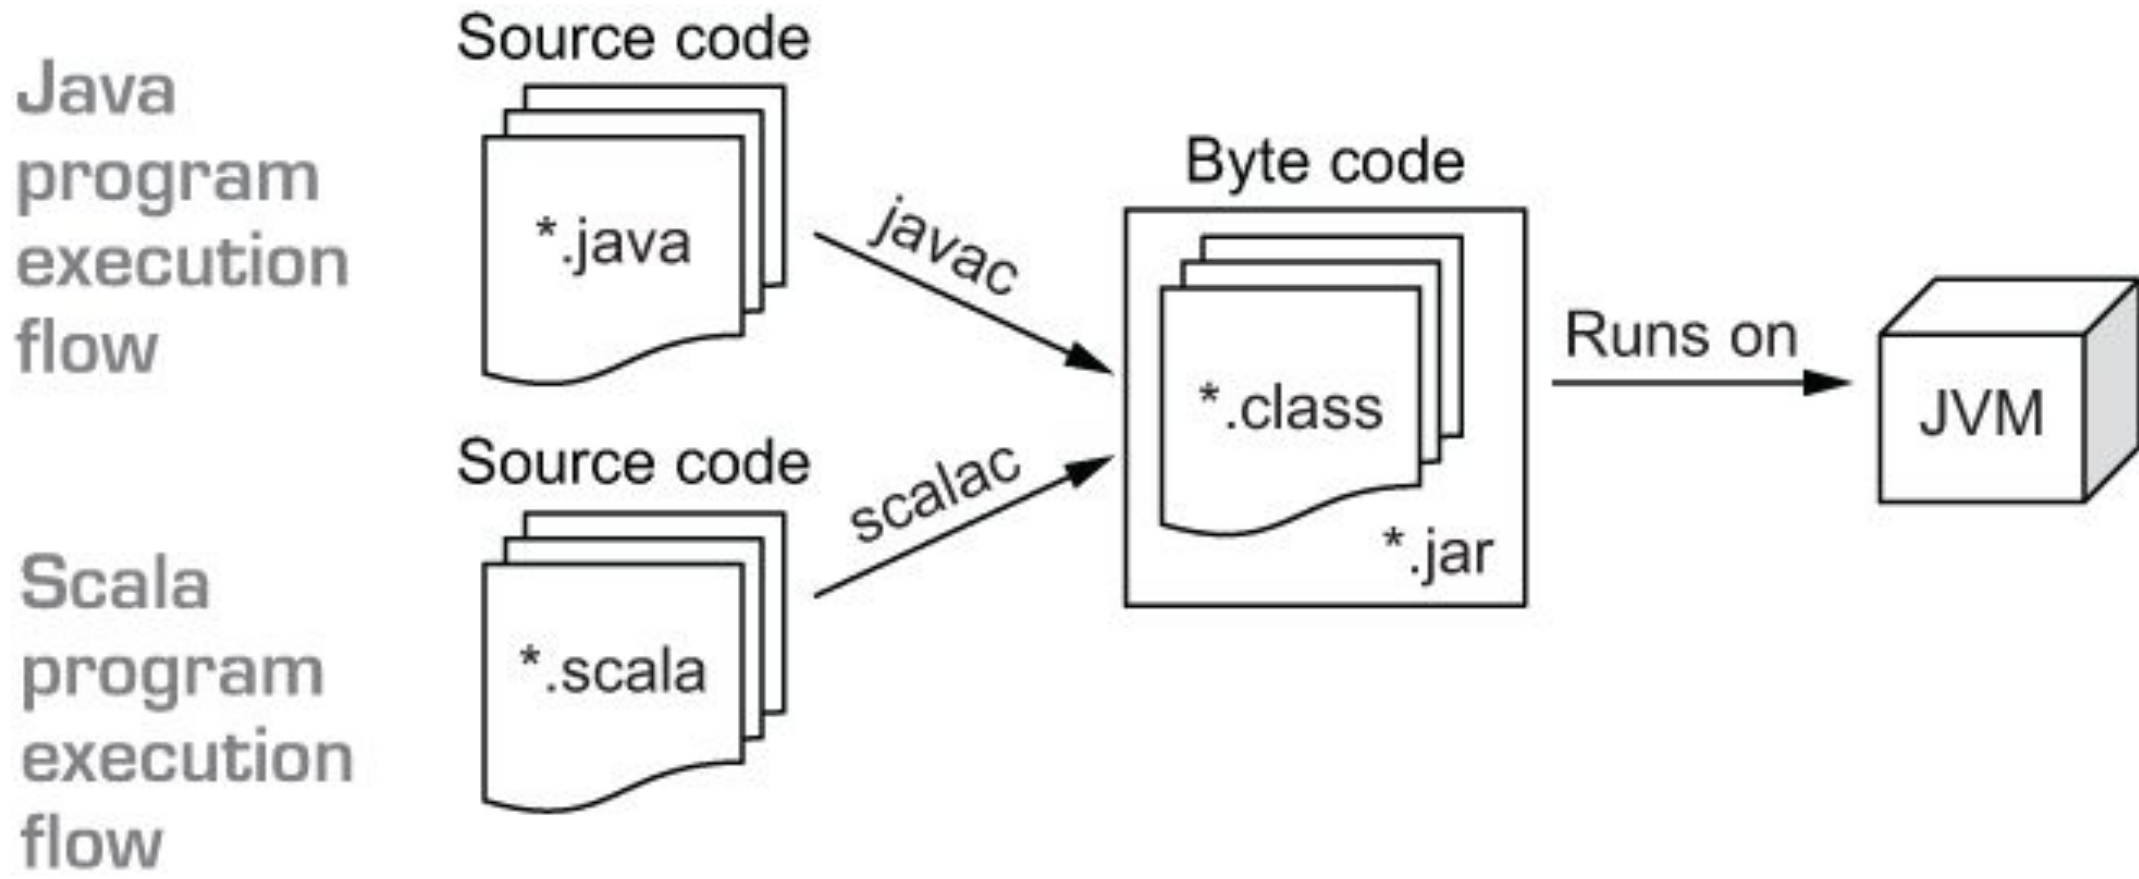 Java
program
execution
flow
Source code
*.java
javac
Source code
*.scala
scalac
Byte code
*.class
*.jar
Runs on
JVM
Scala
program
execution
flow